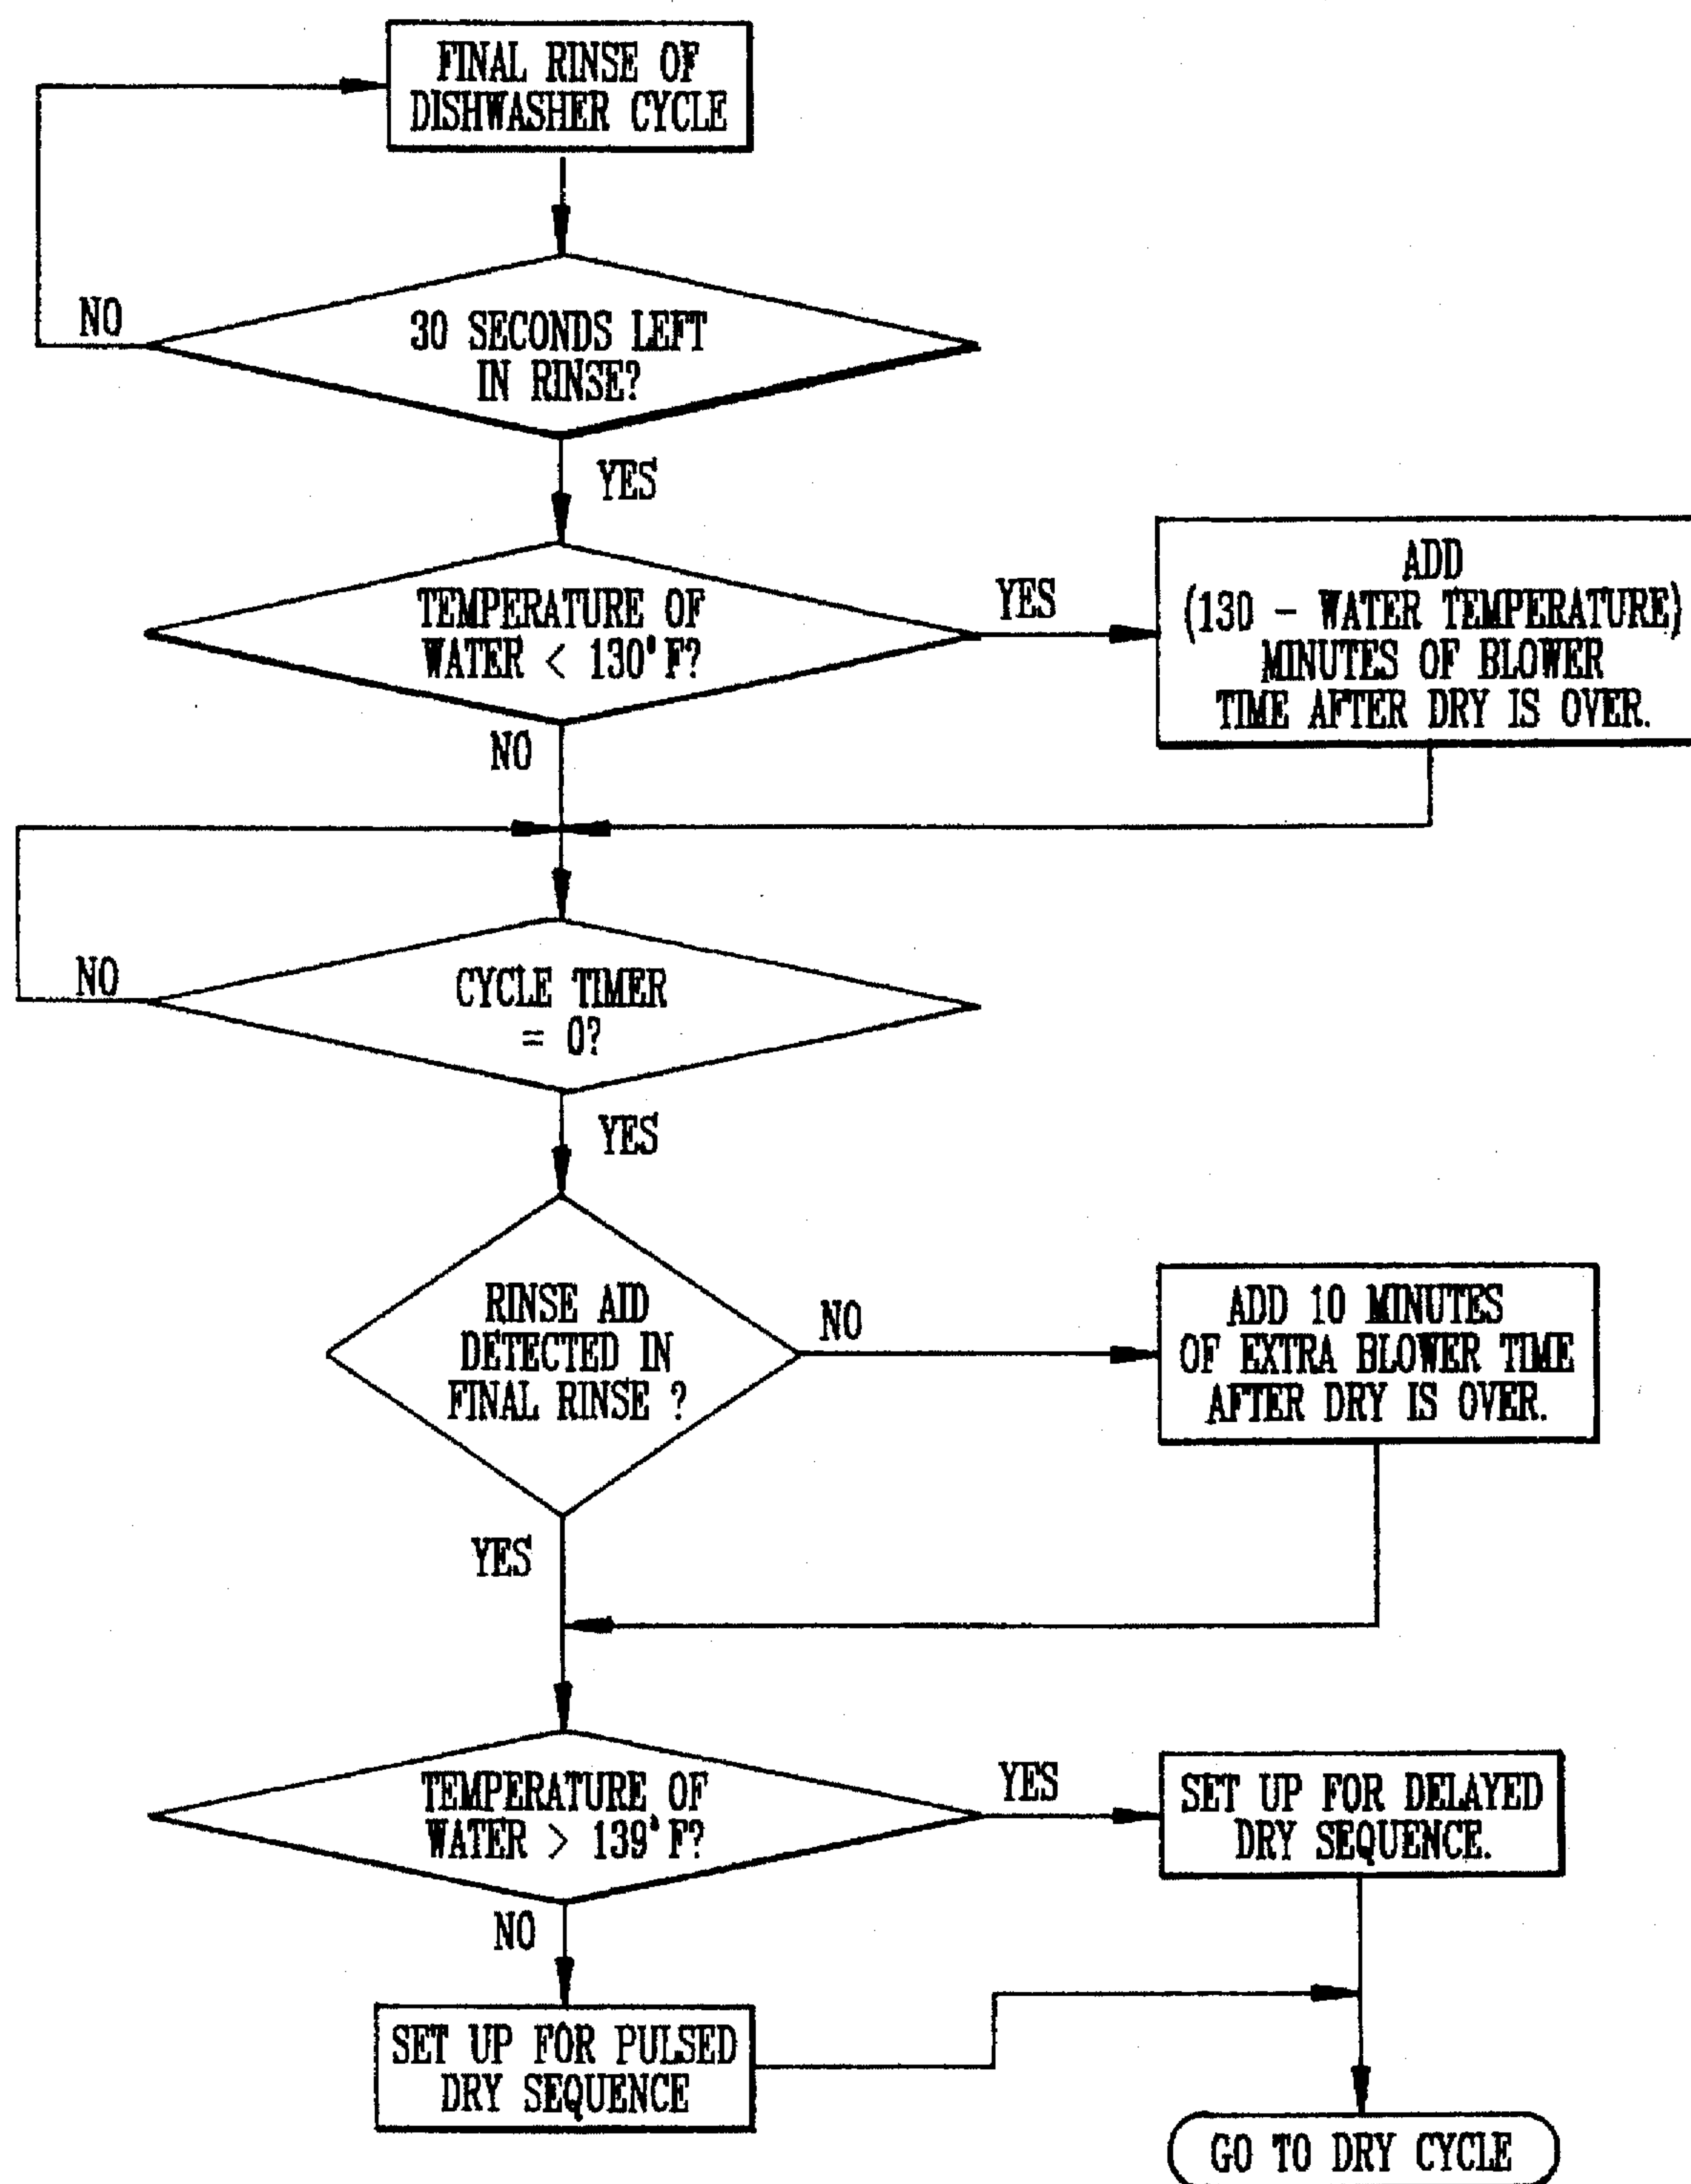 FINAL RINSE OF
DISHWASHER CYCLE
NO
30 SECONDS LEFT
IN RINSE?
YES
TEMPERATURE OF
WATER < 130°F?
YES
ADD
(130 - WATER TEMPERATURE)
MINUTES OF BLOWER
TIME AFTER DRY IS OVER.
NO
NO
CYCLE TIMER
= 0?
YES
RINSE AID
DETECTED IN
FINAL RINSE ?
NO
ADD 10 MINUTES
OF EXTRA BLOWER TIME
AFTER DRY IS OVER.
YES
TEMPERATURE OF
WATER > 139°F?
YES
SET UP FOR DELAYED
DRY SEQUENCE.
NO
SET UP FOR PULSED
DRY SEQUENCE
GO TO DRY CYCLE